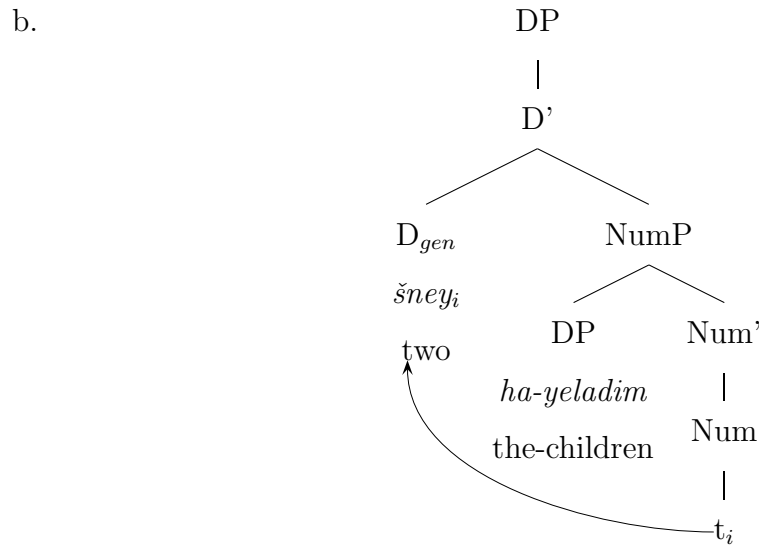 b.
DP
D'
D_gen NumP
šney_i
two
DP Num'
ha-yeladim
the-children
Num
t_i